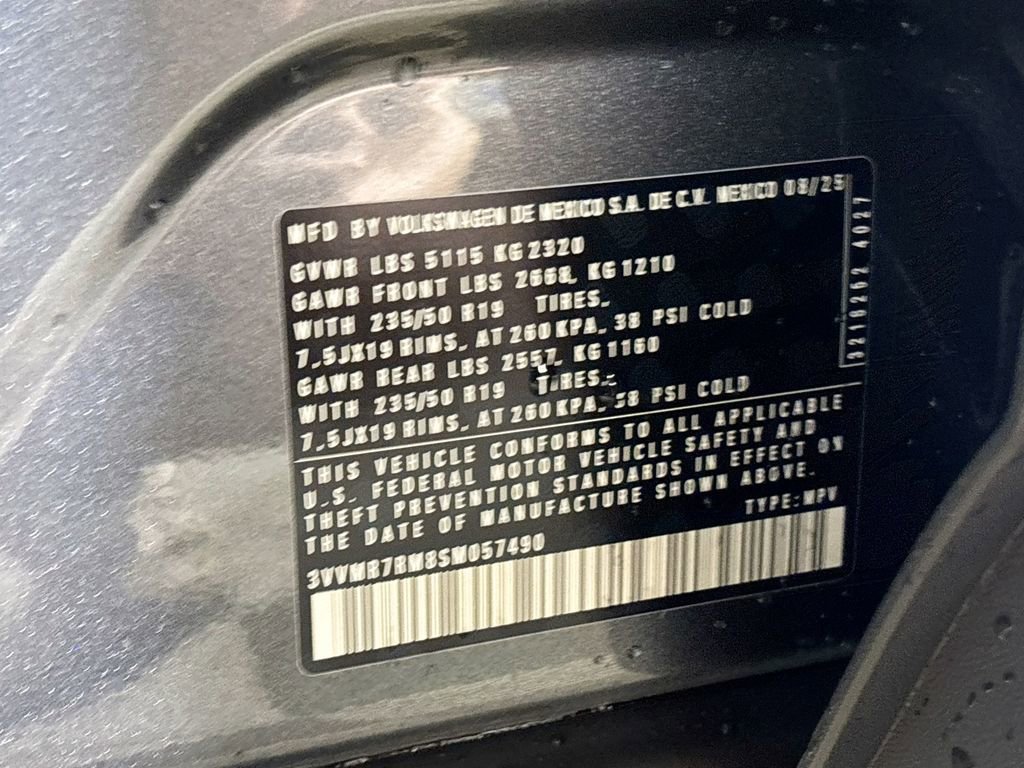 MFD BY VOLKSWAGEN DE MEXICO S.A. DE C.V. MEXICO 08/25
GVWR LBS 5115 KG 2320
GAWR FRONT LBS 2668, KG 1210
WITH 235/50 R19 TIRES,
7,5JX19 RIMS, AT 260 KPA, 38 PSI COLD
GAWR REAR LBS 2557, KG 1160
WITH 235/50 R19 TIRES,
7,5JX19 RIMS, AT 260 KPA, 38 PSI COLD
THIS VEHICLE CONFORMS TO ALL APPLICABLE
U.S. FEDERAL MOTOR VEHICLE SAFETY AND
THEFT PREVENTION STANDARDS IN EFFECT ON
THE DATE OF MANUFACTURE SHOWN ABOVE.
TYPE: MPV
3VVMR7RM8SM057490
3218262 4027